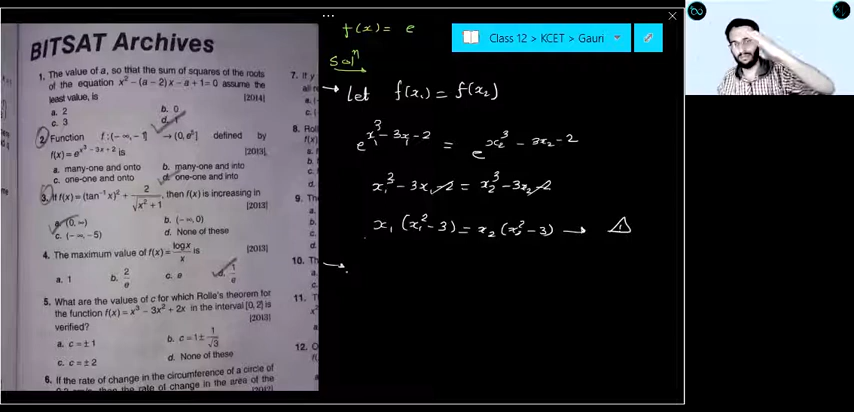 BITSAT Archives
1. The value of a, so that the sum of squares of the roots
of the equation x² – (a – 2) x – a + 1 = 0 assume the
least value, is
[2014]
a. 2
b. 0
c. 3
d. 1
2. Function f : (– ∞, – 1] → (0, e⁵] defined by
f(x) = e^(x³ – 3x + 2) is
[2013]
a. many-one and onto
b. many-one and into
c. one-one and onto
d. one-one and into
3. If f(x) = (tan⁻¹ x)² + 2/√(x² + 1), then f(x) is increasing in
[2013]
a. (0, ∞)
b. (– ∞, 0)
c. (– ∞, – 5)
d. None of these
4. The maximum value of f(x) = log x/x is
[2013]
a. 1
b. 2/e
c. e
d. 1/e
5. What are the values of c for which Rolle's theorem for
the function f(x) = x³ – 3x² + 2x in the interval [0, 2] is
verified?
[2013]
a. c = ± 1
b. c = 1 ± 1/√3
c. c = ± 2
d. None of these
6. If the rate of change in the circumference of a circle of
7. If y
all re
a. (
8. Rol
9. Th
10. Th
11.
12.
f(x) = e
Class 12 > KCET > Gauri
Solⁿ
→ Let f(x₁) = f(x₂)
e^(x₁³ – 3x₁ – 2) = e^(x₂³ – 3x₂ – 2)
x₁³ – 3x₁ – 2 = x₂³ – 3x₂ – 2
x₁ (x₁² – 3) = x₂ (x₂² – 3) → 1
→